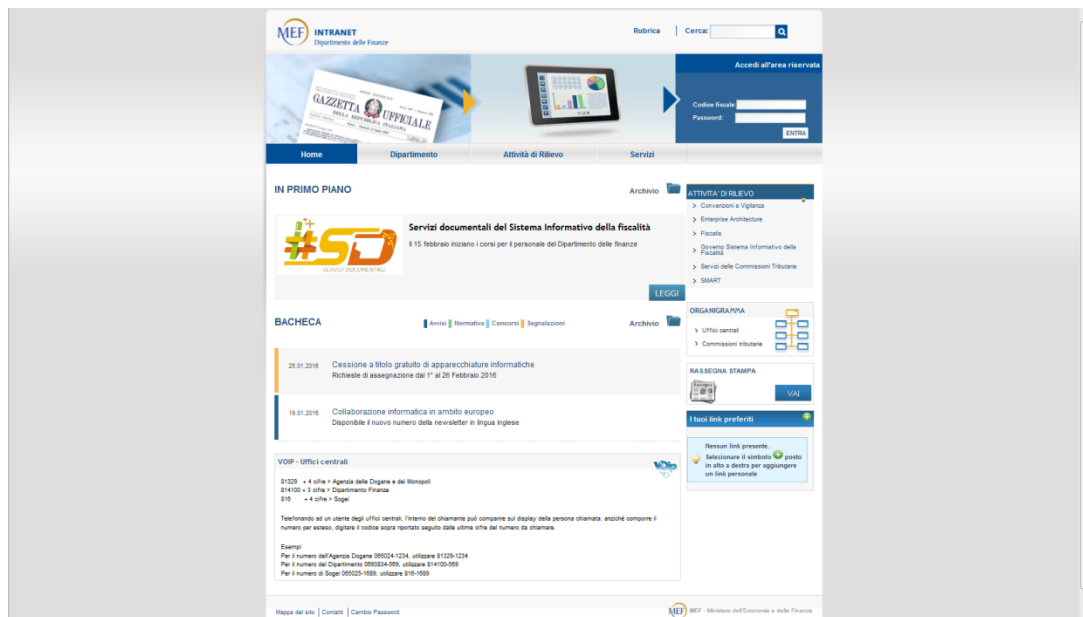 MEF INTRANET
Dipartimento delle Finanze
Rubrica
Cerca:
GAZZETTA UFFICIALE
DELLA REPUBBLICA ITALIANA
Accedi all'area riservata
Codice fiscale
Password:
ENTRA
Home
Dipartimento
Attività di Rilievo
Servizi
IN PRIMO PIANO
Archivio
#SD
SERVIZI DOCUMENTALI
Servizi documentali del Sistema Informativo della fiscalità
Il 15 febbraio iniziano i corsi per il personale del Dipartimento delle finanze
LEGGI
BACHECA
Avvisi
Normativa
Concorsi
Segnalazioni
Archivio
25.01.2016
Cessione a titolo gratuito di apparecchiature informatiche
Richieste di assegnazione dal 1° al 26 Febbraio 2016
19.01.2016
Collaborazione informatica in ambito europeo
Disponibile il nuovo numero della newsletter in lingua inglese
VOIP - Uffici centrali
VOIP
81329 + 4 cifre > Agenzia delle Dogane e dei Monopoli
814100 + 3 cifre > Dipartimento Finanza
816 + 4 cifre > Sogei
Telefonando ad un utente degli uffici centrali, l'interno del chiamante può comparire sul display della persona chiamata: anziché comporre il
numero per esteso, digitare il codice sopra riportato seguito dalle ultime cifre del numero da chiamare.
Esempi
Per il numero dell'Agenzia Dogane 065024-1234, utilizzare 81329-1234
Per il numero del Dipartimento 0693834-569, utilizzare 814100-569
Per il numero di Sogei 065025-1689, utilizzare 816-1689
ATTIVITA' DI RILIEVO
Convenzioni e Vigilanza
Enterprise Architecture
Fiscalis
Governo Sistema Informativo della
Fiscalità
Servizi delle Commissioni Tributarie
SMART
ORGANIGRAMMA
Uffici centrali
Commissioni tributarie
RASSEGNA STAMPA
VAI
I tuoi link preferiti
Nessun link presente.
Selezionare il simbolo posto
in alto a destra per aggiungere
un link personale
Mappa del sito | Contatti | Cambio Password
MEF MEF - Ministero dell'Economia e delle Finanze